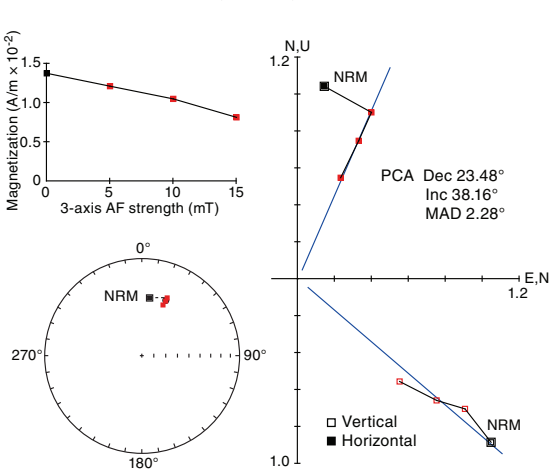 Magnetization (A/m × 10⁻²)
1.5
1.0
0.5
0
0 5 10 15
3-axis AF strength (mT)
N,U
1.2
NRM
PCA Dec 23.48°
Inc 38.16°
MAD 2.28°
E,N
1.2
0°
NRM
270°
90°
180°
NRM
Vertical
Horizontal
1.0